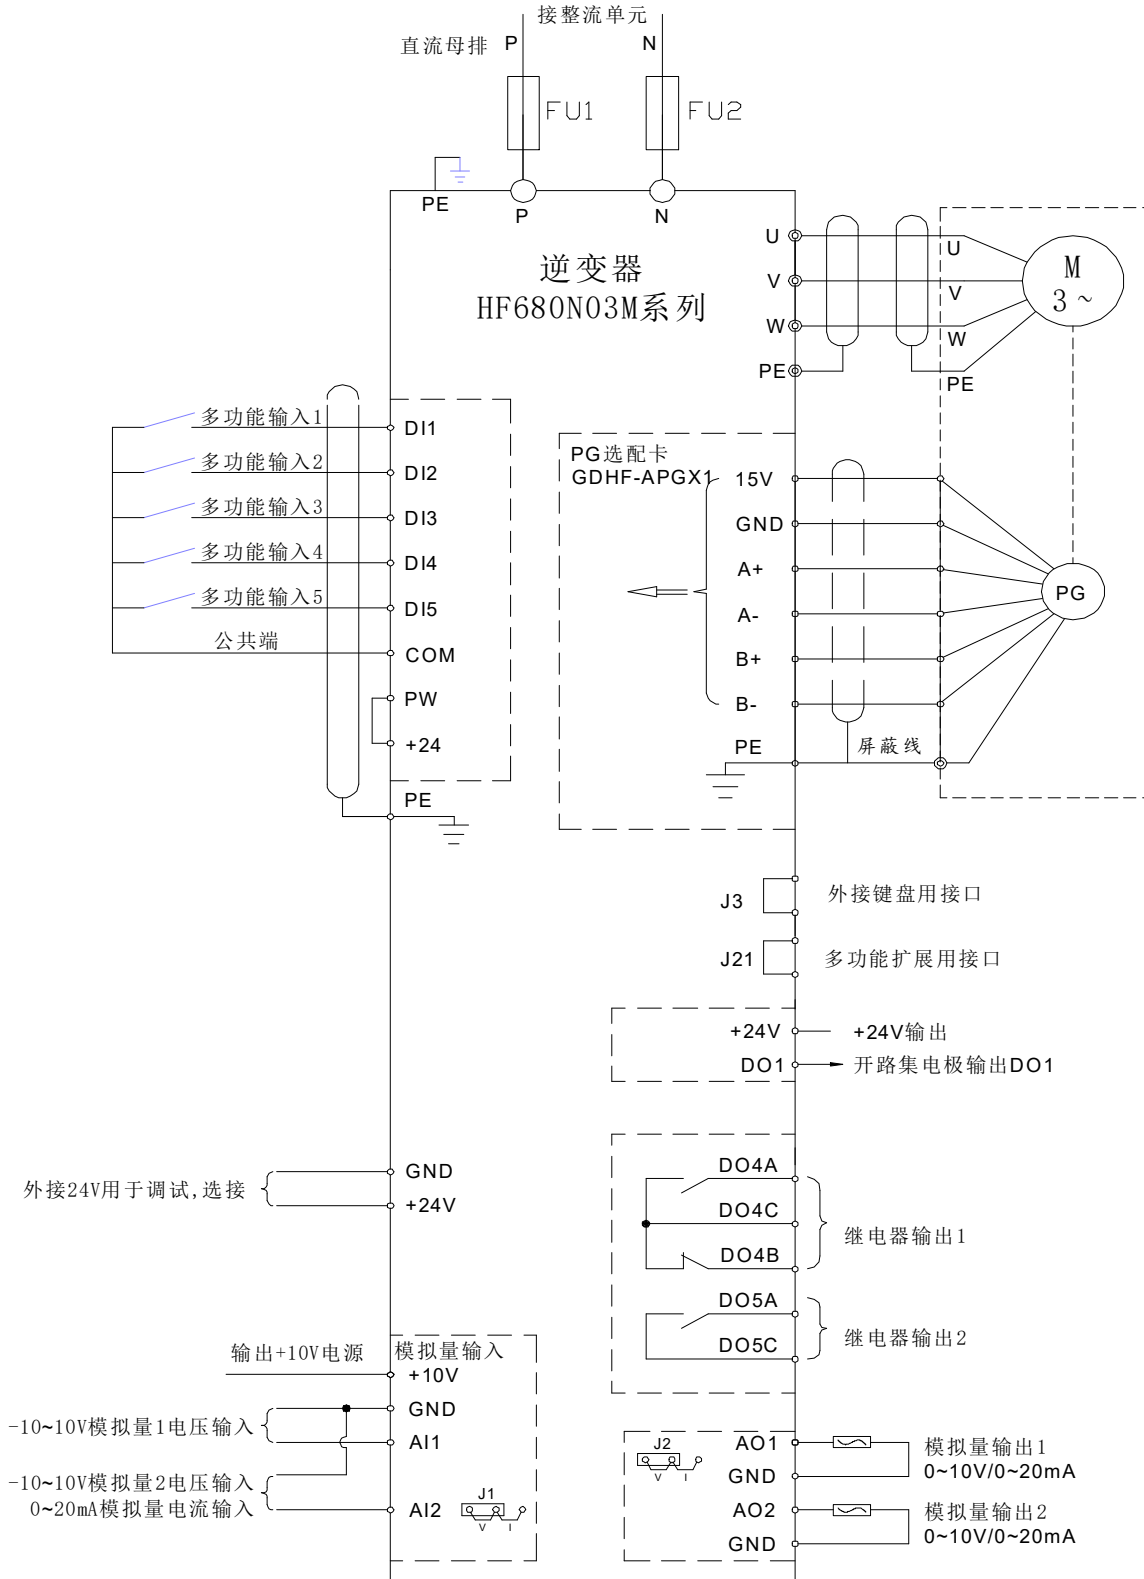 接整流单元
直流母排 P N
FU1 FU2
PE P N
逆变器
HF680N03M系列
U
V
W
PE
U
V
W
PE
M
3 ~
多功能输入1 DI1
多功能输入2 DI2
多功能输入3 DI3
多功能输入4 DI4
多功能输入5 DI5
公共端 COM
PW
+24
PE
PG选配卡
GDHF-APGX1
15V
GND
A+
A-
B+
B-
PE 屏蔽线
PG
J3 外接键盘用接口
J21 多功能扩展用接口
+24V +24V输出
DO1 开路集电极输出DO1
GND
外接24V用于调试,选接
+24V
DO4A
DO4C
DO4B
继电器输出1
DO5A
DO5C
继电器输出2
模拟量输入
输出+10V电源 +10V
GND
-10~10V模拟量1电压输入
AI1
-10~10V模拟量2电压输入
0~20mA模拟量电流输入
AI2 J1
V I
J2
V I
AO1
GND
模拟量输出1
0~10V/0~20mA
AO2
GND
模拟量输出2
0~10V/0~20mA